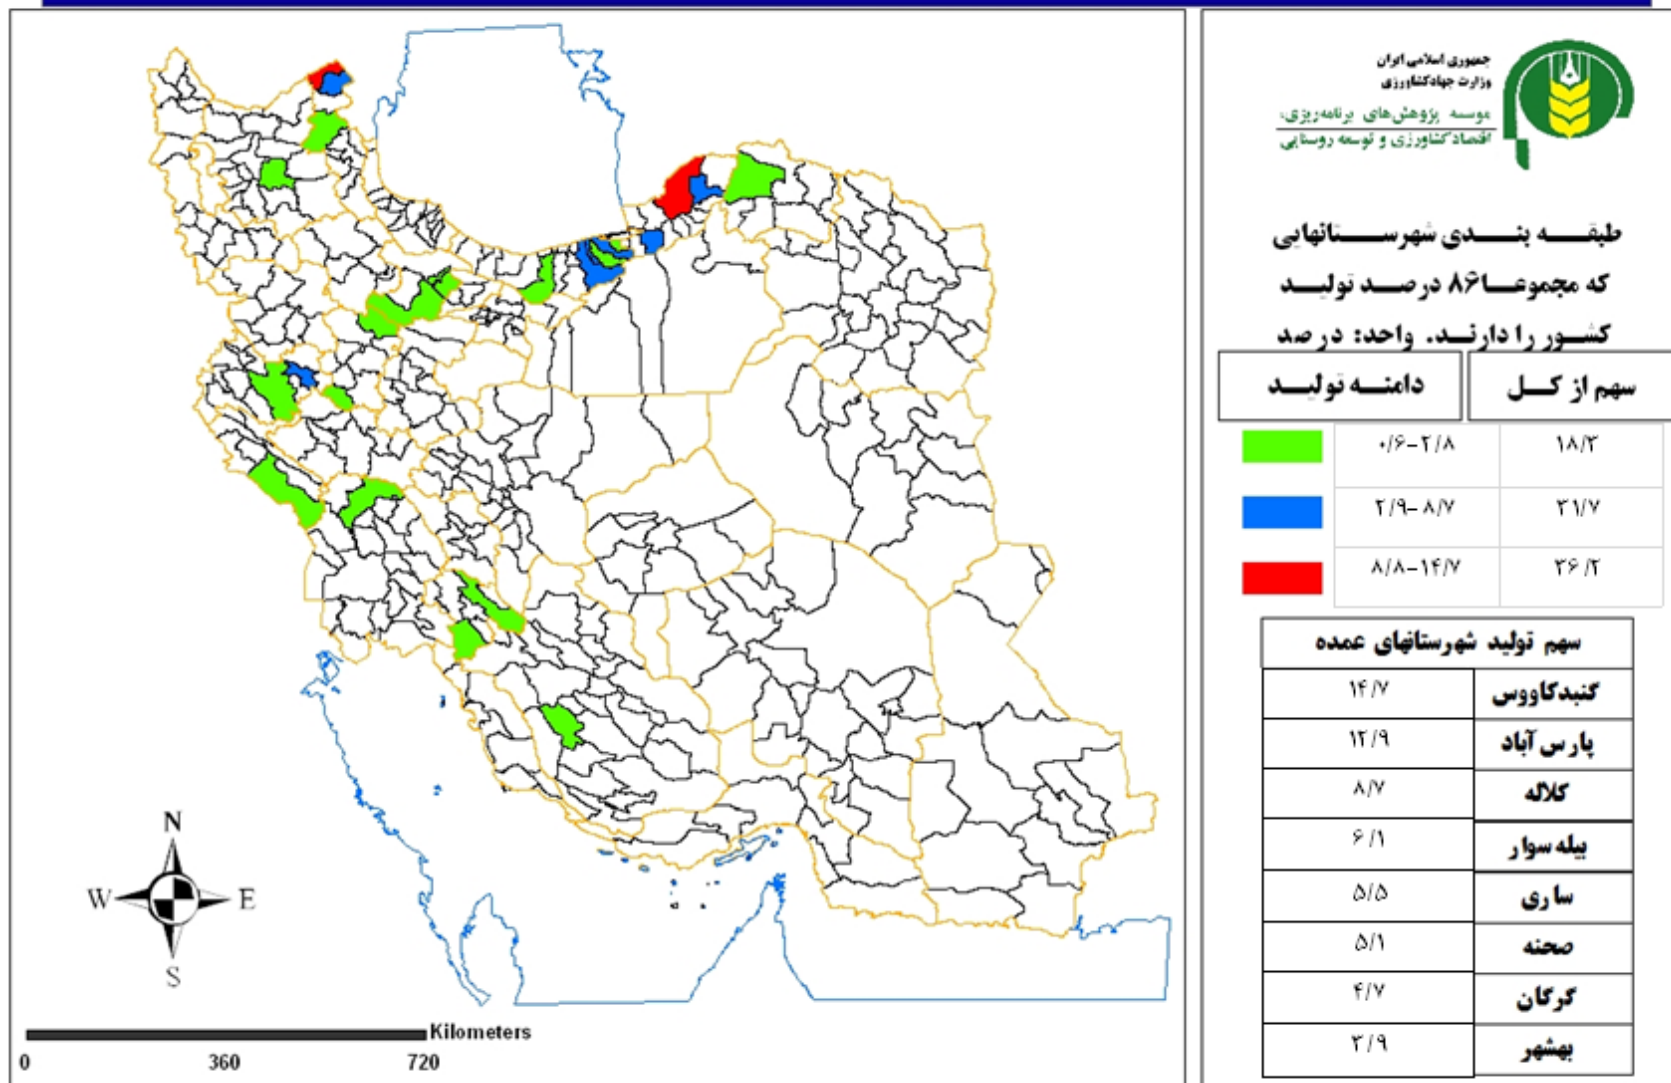 جمهوری اسلامی ایران
وزارت جهادکشاورزی
موسسه پژوهش‌های برنامه‌ریزی،
اقتصاد کشاورزی و توسعه روستایی
طبقه بندی شهرستانهایی
که مجموعا ۸۶ درصد تولید
کشور را دارند. واحد: درصد
سهم از کل
دامنه تولید
۱۸/۲
۰/۶-۲/۸
۳۱/۷
۲/۹-۸/۷
۳۶/۲
۸/۸-۱۴/۷
سهم تولید شهرستانهای عمده
گنبدکاووس ۱۴/۷
پارس آباد ۱۲/۹
کلاله ۸/۷
بیله سوار ۶/۱
ساری ۵/۵
صحنه ۵/۱
گرگان ۴/۷
بهشهر ۳/۹
N
W E
S
Kilometers
0 360 720